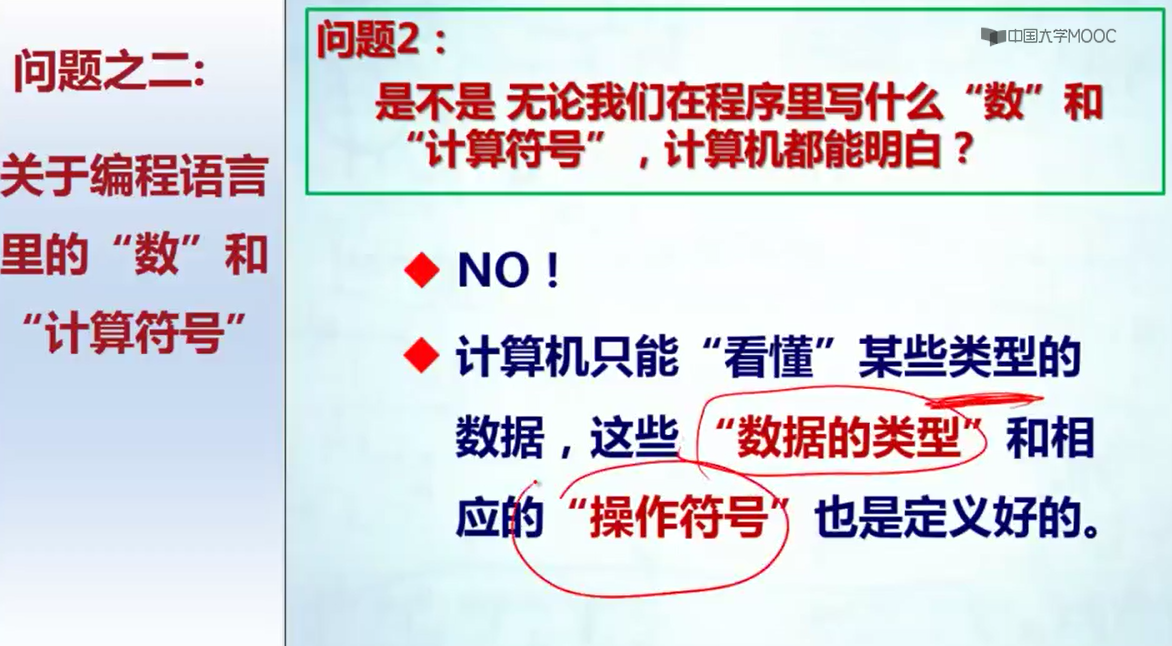 问题之二:
关于编程语言
里的“数”和
“计算符号”
问题2：
中国大学MOOC
是不是 无论我们在程序里写什么“数”和
“计算符号”，计算机都能明白？
NO！
计算机只能“看懂”某些类型的
数据，这些“数据的类型”和相
应的“操作符号”也是定义好的。